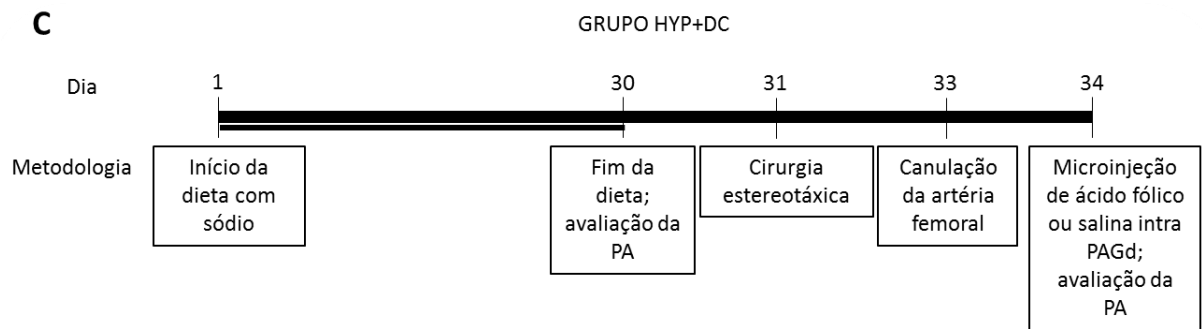 C
GRUPO HYP+DC
Dia
1
30
31
33
34
Metodologia
Início da
dieta com
sódio
Fim da
dieta;
avaliação da
PA
Cirurgia
estereotáxica
Canulação
da artéria
femoral
Microinjeção
de ácido fólico
ou salina intra
PAGd;
avaliação da
PA